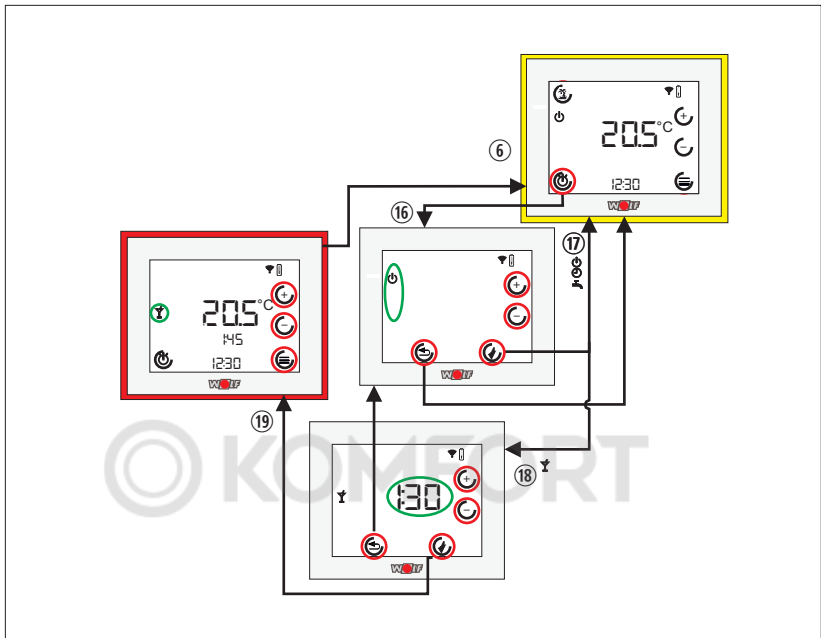 20.5°C
12:30
WOLF
⑥
⑯
⑰
WOLF
20.5°C
1:45
12:30
WOLF
⑲
⑱
1:30
WOLF
KOMFORT